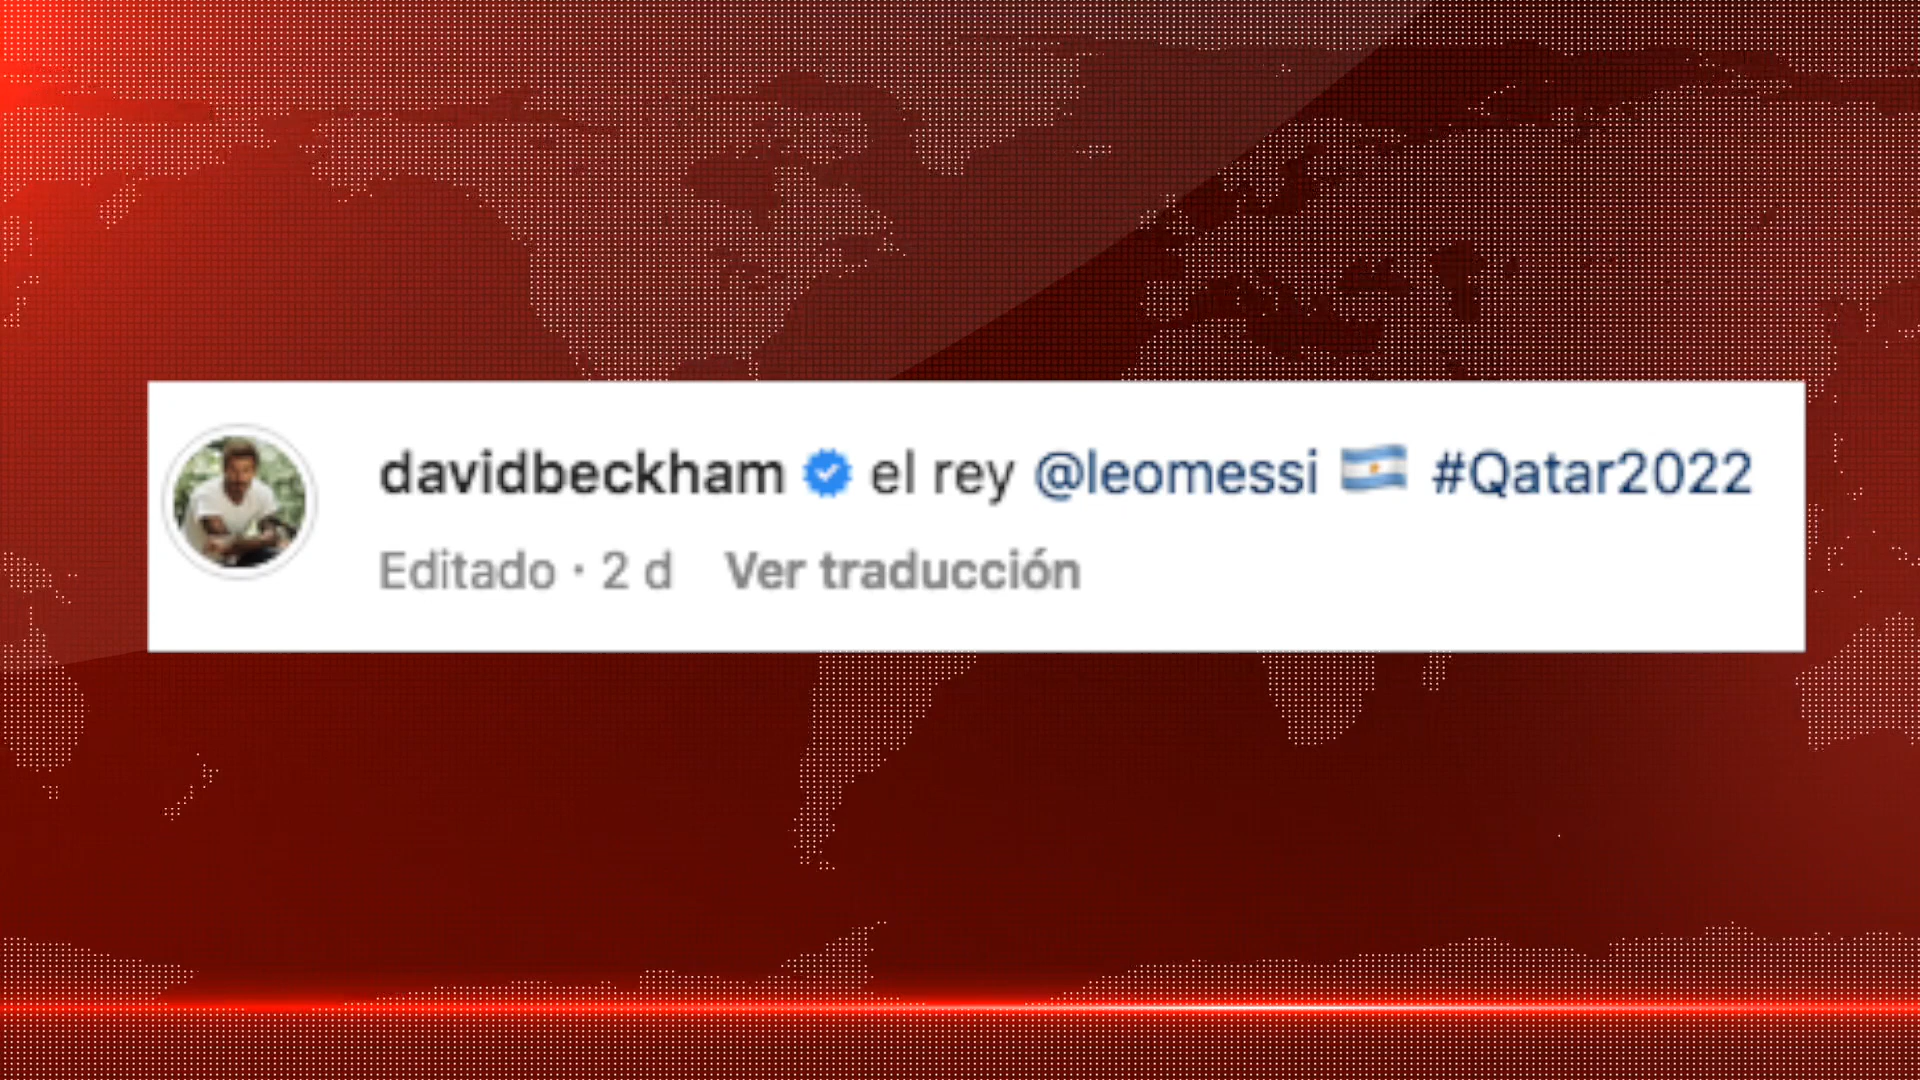 davidbeckham el rey @leomessi 🇦🇷 #Qatar2022
Editado · 2 d Ver traducción